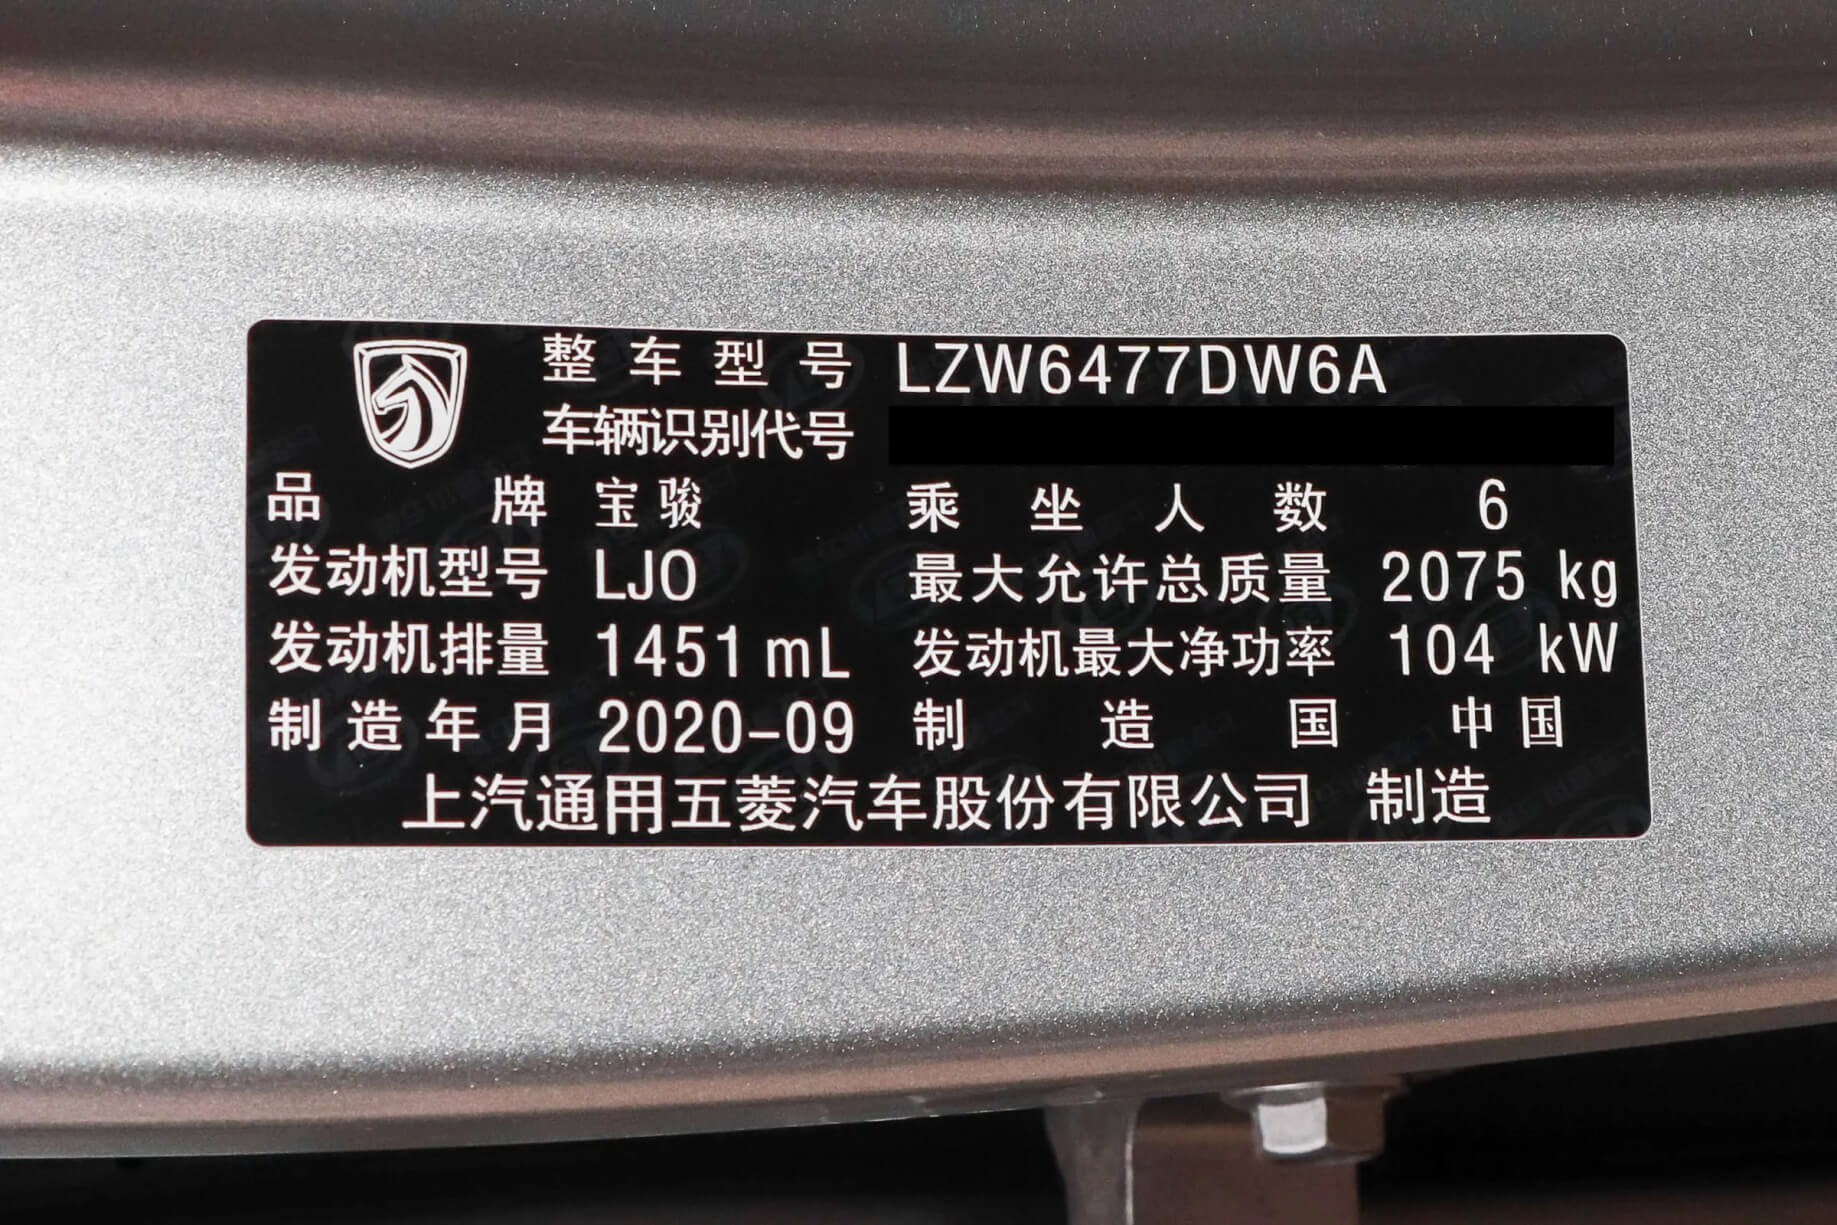 整车型号 LZW6477DW6A
车辆识别代号
品牌 宝骏 乘坐人数 6
发动机型号 LJO 最大允许总质量 2075 kg
发动机排量 1451 mL 发动机最大净功率 104 kW
制造年月 2020-09 制造国 中国
上汽通用五菱汽车股份有限公司 制造